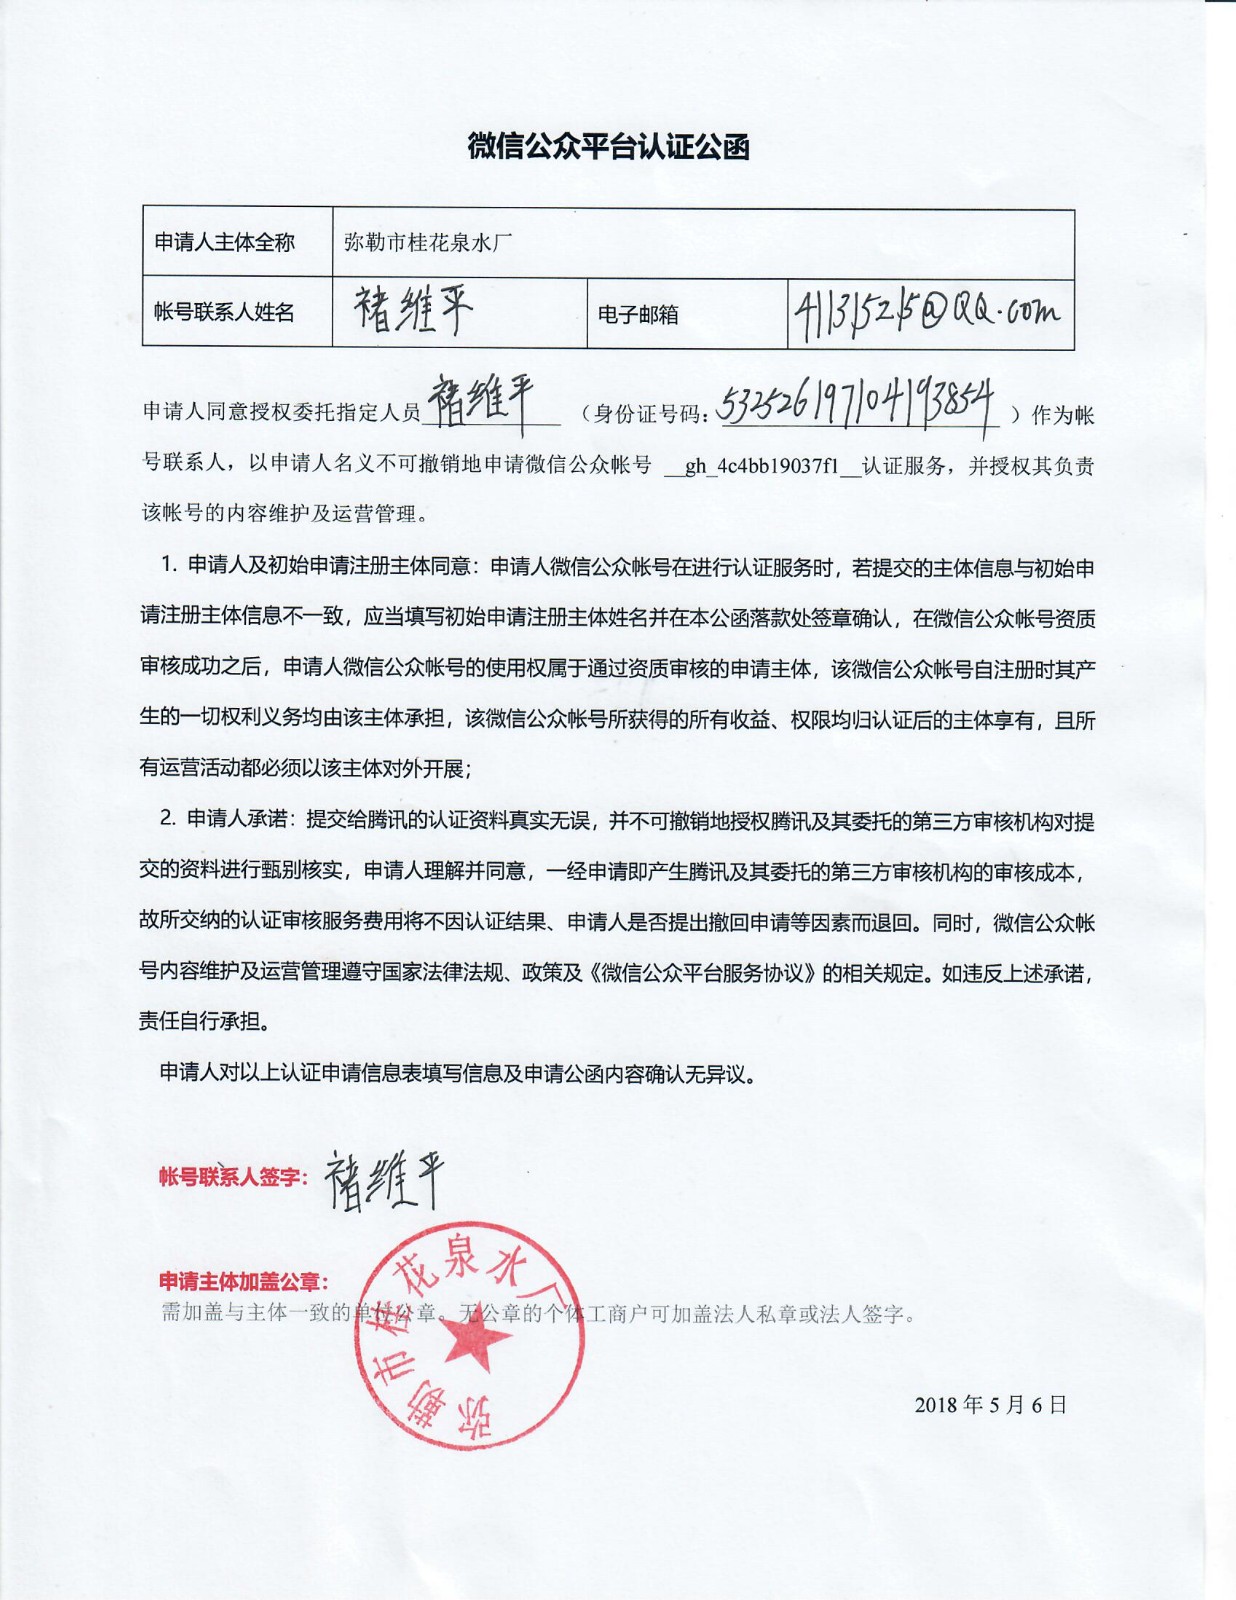 微信公众平台认证公函
申请人主体全称 弥勒市桂花泉水厂
帐号联系人姓名 褚维平 电子邮箱 41131525@QQ.com
申请人同意授权委托指定人员 褚维平 （身份证号码：532526197104193854）作为帐
号联系人，以申请人名义不可撤销地申请微信公众帐号 __gh_4c4bb19037f1__认证服务，并授权其负责
该帐号的内容维护及运营管理。
1. 申请人及初始申请注册主体同意：申请人微信公众帐号在进行认证服务时，若提交的主体信息与初始申
请注册主体信息不一致，应当填写初始申请注册主体姓名并在本公函落款处签章确认，在微信公众帐号资质
审核成功之后，申请人微信公众帐号的使用权属于通过资质审核的申请主体，该微信公众帐号自注册时其产
生的一切权利义务均由该主体承担，该微信公众帐号所获得的所有收益、权限均归认证后的主体享有，且所
有运营活动都必须以该主体对外开展；
2. 申请人承诺：提交给腾讯的认证资料真实无误，并不可撤销地授权腾讯及其委托的第三方审核机构对提
交的资料进行甄别核实，申请人理解并同意，一经申请即产生腾讯及其委托的第三方审核机构的审核成本，
故所交纳的认证审核服务费用将不因认证结果、申请人是否提出撤回申请等因素而退回。同时，微信公众帐
号内容维护及运营管理遵守国家法律法规、政策及《微信公众平台服务协议》的相关规定。如违反上述承诺，
责任自行承担。
申请人对以上认证申请信息表填写信息及申请公函内容确认无异议。
帐号联系人签字： 褚维平
申请主体加盖公章：
需加盖与主体一致的单位公章。无公章的个体工商户可加盖法人私章或法人签字。
弥勒市桂花泉水厂
2018 年 5 月 6 日